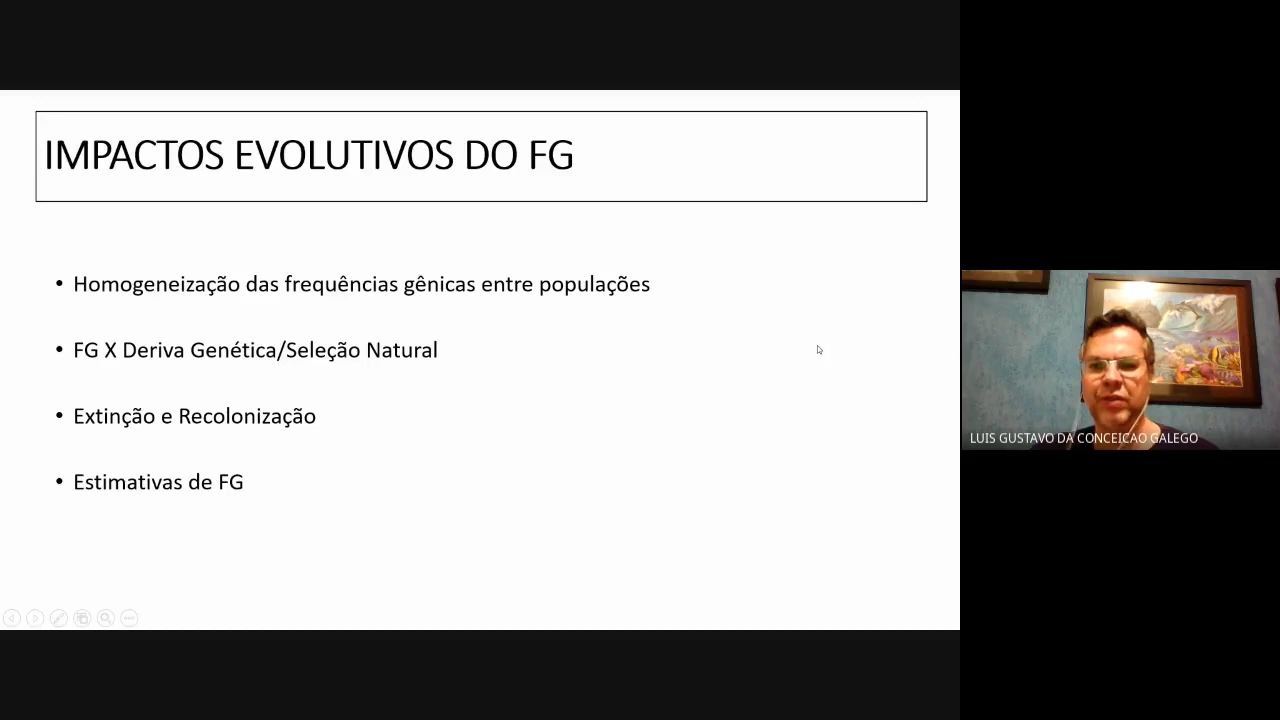 IMPACTOS EVOLUTIVOS DO FG
• Homogeneização das frequências gênicas entre populações
• FG X Deriva Genética/Seleção Natural
• Extinção e Recolonização
• Estimativas de FG
LUIS GUSTAVO DA CONCEICAO GALEGO